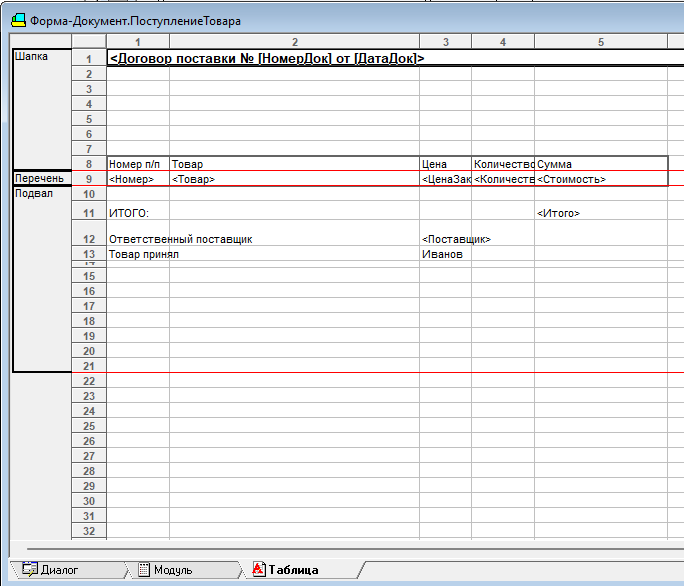 Форма-Документ.ПоступлениеТовара
1 2 3 4 5
Шапка 1 <Договор поставки № [НомерДок] от [ДатаДок]>
2
3
4
5
6
7
8 Номер п/п Товар Цена Количество Сумма
Перечень 9 <Номер> <Товар> <ЦенаЗак <Количеств <Стоимость>
Подвал 10
11 ИТОГО: <Итого>
12 Ответственный поставщик <Поставщик>
13 Товар принял Иванов
14
15
16
17
18
19
20
21
22
23
24
25
26
27
28
29
30
31
32
Диалог Модуль Таблица